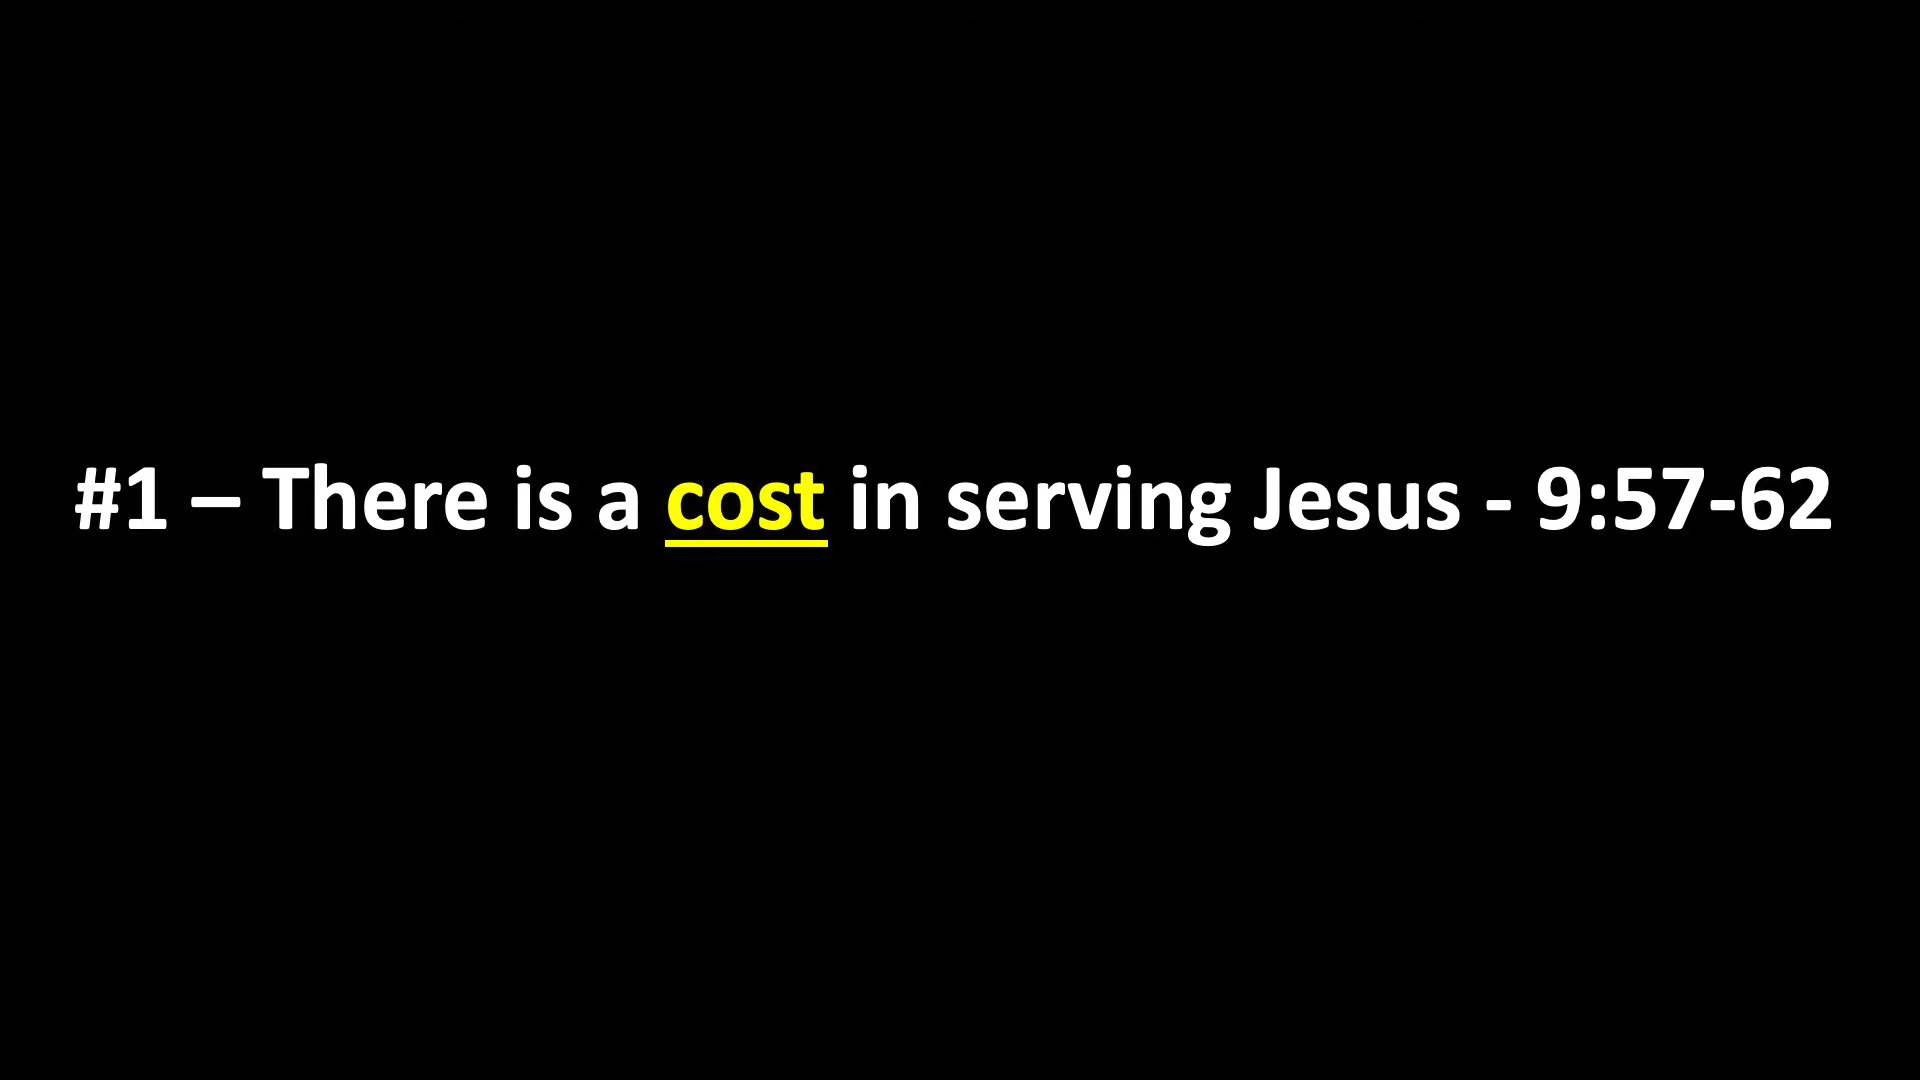 #1 – There is a cost in serving Jesus - 9:57-62